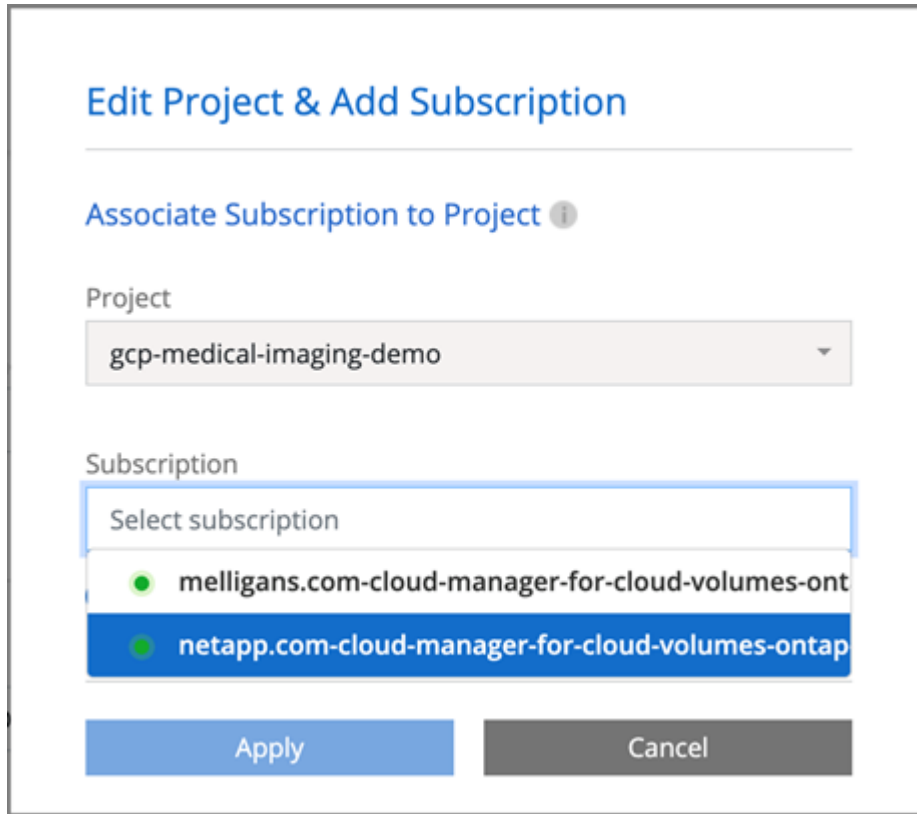 Edit Project & Add Subscription
Associate Subscription to Project
Project
gcp-medical-imaging-demo
Subscription
Select subscription
melligans.com-cloud-manager-for-cloud-volumes-ont
netapp.com-cloud-manager-for-cloud-volumes-ontap
Apply
Cancel